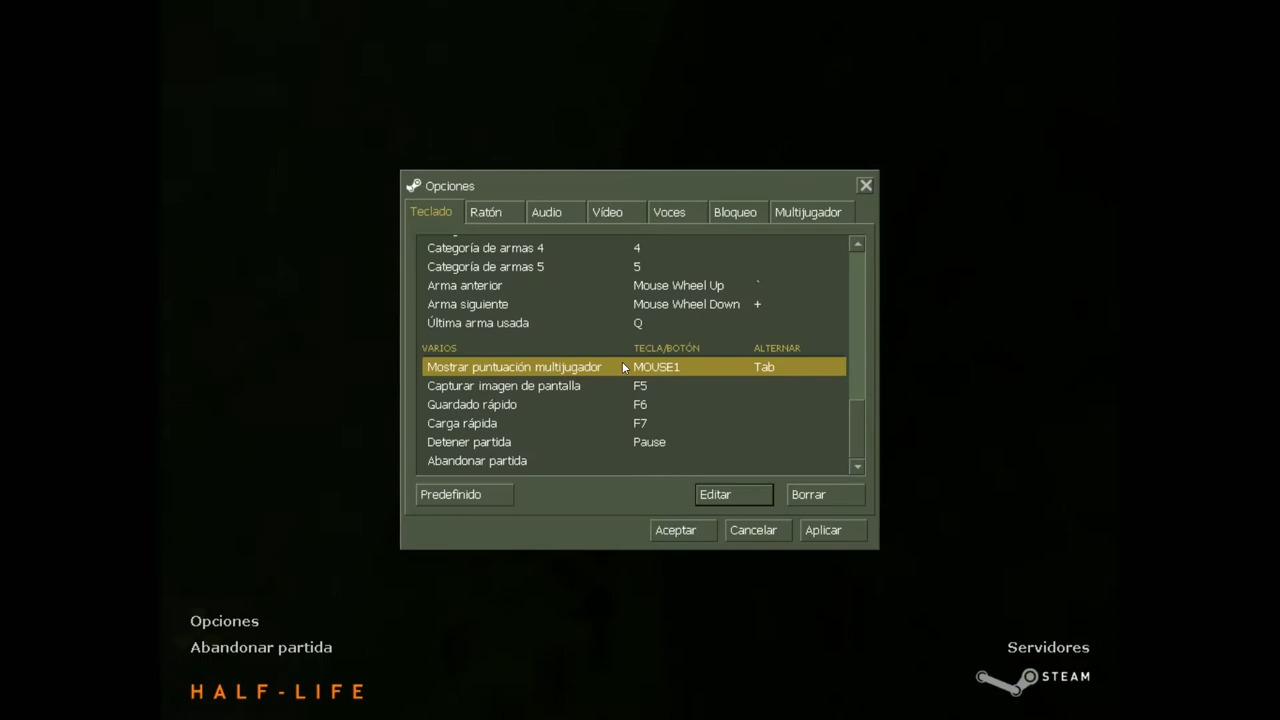 Opciones
Teclado Ratón Audio Vídeo Voces Bloqueo Multijugador
Categoría de armas 4 4
Categoría de armas 5 5
Arma anterior Mouse Wheel Up `
Arma siguiente Mouse Wheel Down +
Última arma usada Q
VARIOS TECLA/BOTÓN ALTERNAR
Mostrar puntuación multijugador MOUSE1 Tab
Capturar imagen de pantalla F5
Guardado rápido F6
Carga rápida F7
Detener partida Pause
Abandonar partida
Predefinido Editar Borrar
Aceptar Cancelar Aplicar
Opciones
Abandonar partida
Servidores
HALF-LIFE
STEAM